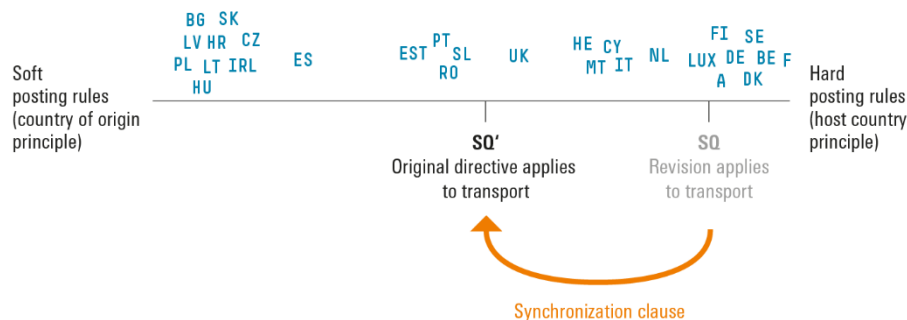 BG SK
LV HR CZ
PL LT IRL
HU
ES
PT
EST SL
RO
UK
HE CY
MT IT
NL
FI SE
LUX DE BE F
A DK
Soft
posting rules
(country of origin
principle)
Hard
posting rules
(host country
principle)
SQ‘
Original directive applies
to transport
SQ
Revision applies
to transport
Synchronization clause